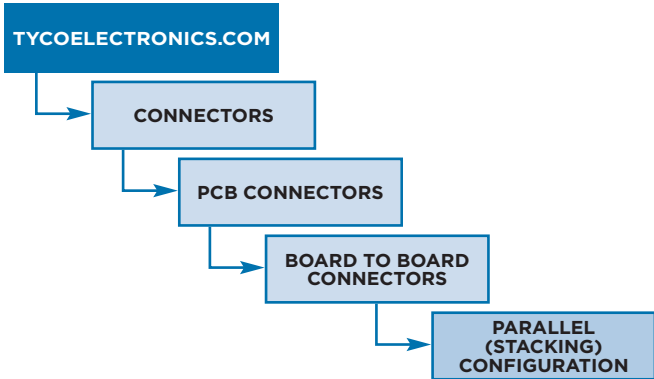 TYCOELECTRONICS.COM
CONNECTORS
PCB CONNECTORS
BOARD TO BOARD
CONNECTORS
PARALLEL
(STACKING)
CONFIGURATION